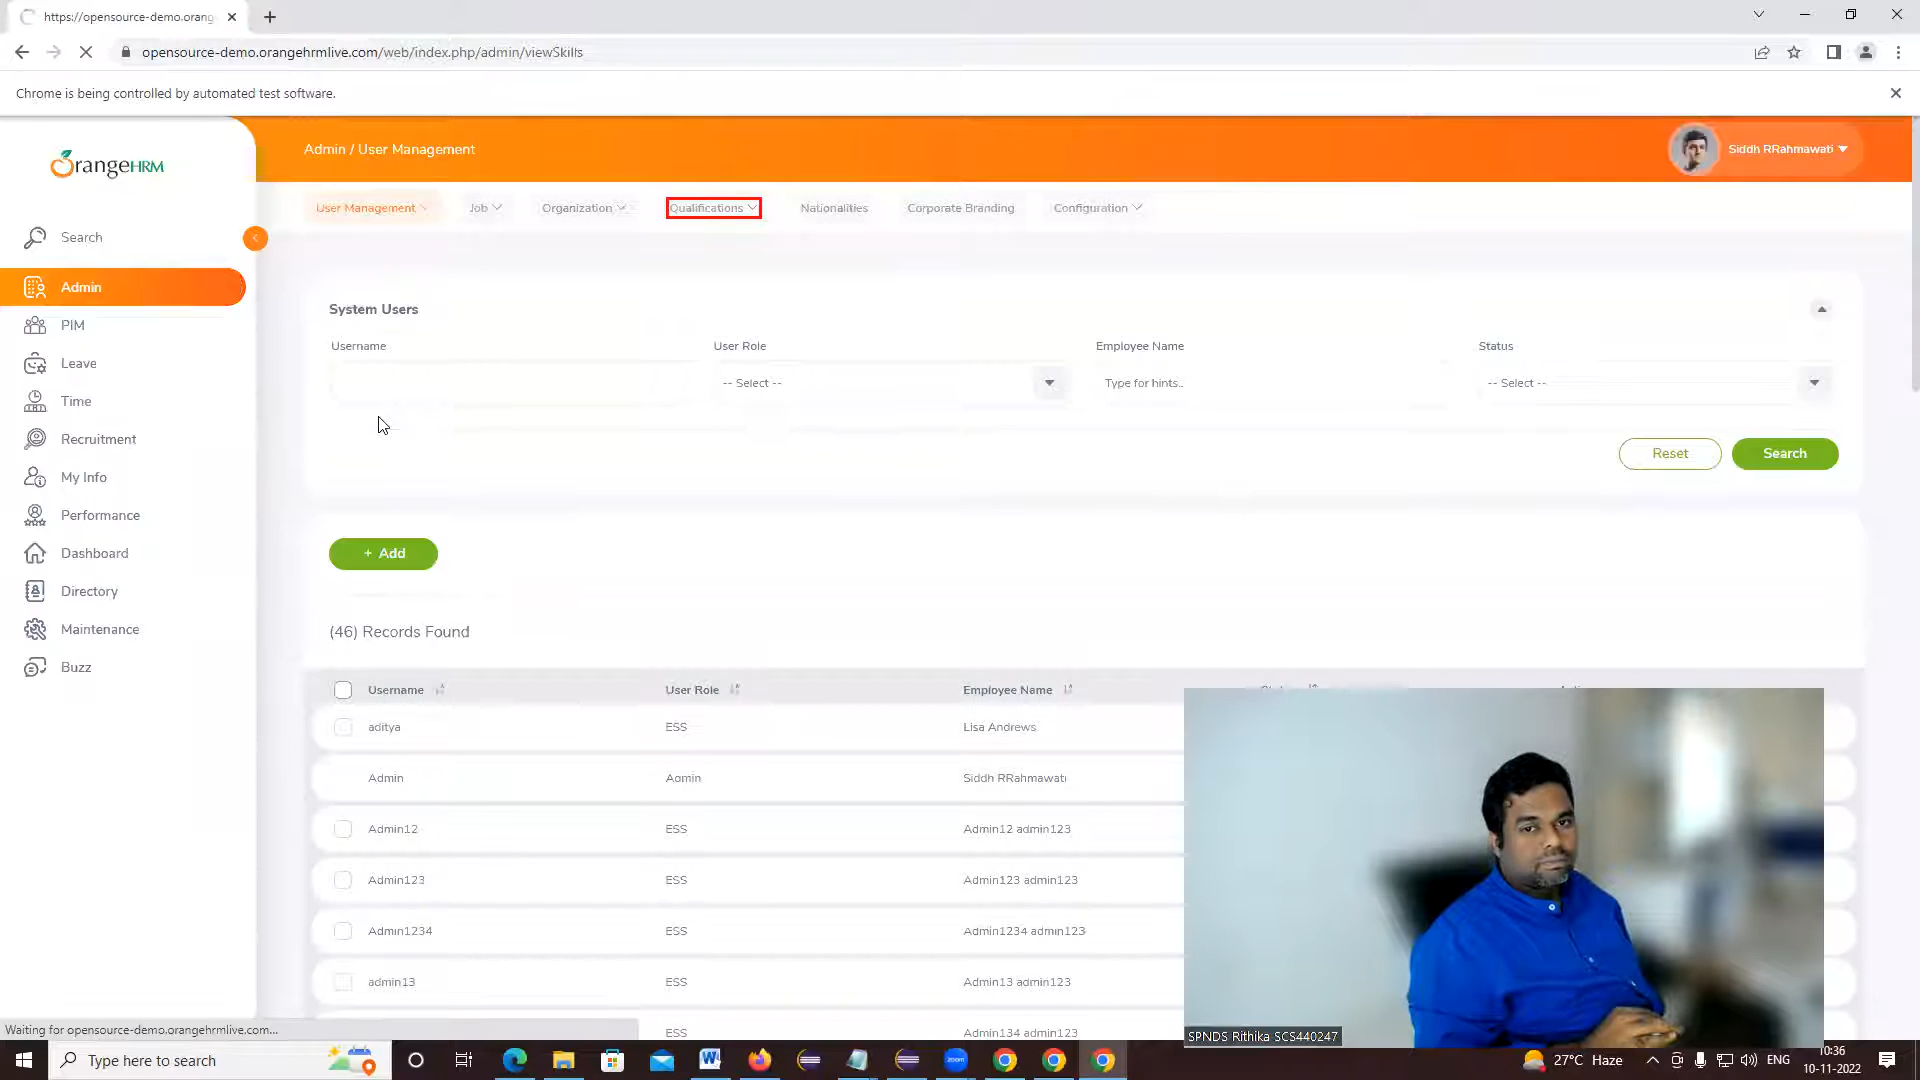 https://opensource-demo.orang
opensource-demo.orangehrmlive.com/web/index.php/admin/viewSkills
Chrome is being controlled by automated test software.
OrangeHRM
Admin / User Management
Siddh RRahmawati
User Management
Job
Organization
Qualifications
Nationalities
Corporate Branding
Configuration
Search
Admin
PIM
Leave
Time
Recruitment
My Info
Performance
Dashboard
Directory
Maintenance
Buzz
System Users
Username
User Role
Employee Name
Status
-- Select --
Type for hints..
-- Select --
Reset
Search
+ Add
(46) Records Found
Username
User Role
Employee Name
aditya
ESS
Lisa Andrews
Admin
Admin
Siddh RRahmawati
Admin12
ESS
Admin12 admin123
Admin123
ESS
Admin123 admin123
Admin1234
ESS
Admin1234 admin123
admin13
ESS
Admin13 admin123
ESS
Admin134 admin123
Waiting for opensource-demo.orangehrmlive.com...
SPNDS Rithika SCS440247
Type here to search
zoom
27°C Haze
ENG
10:36
10-11-2022